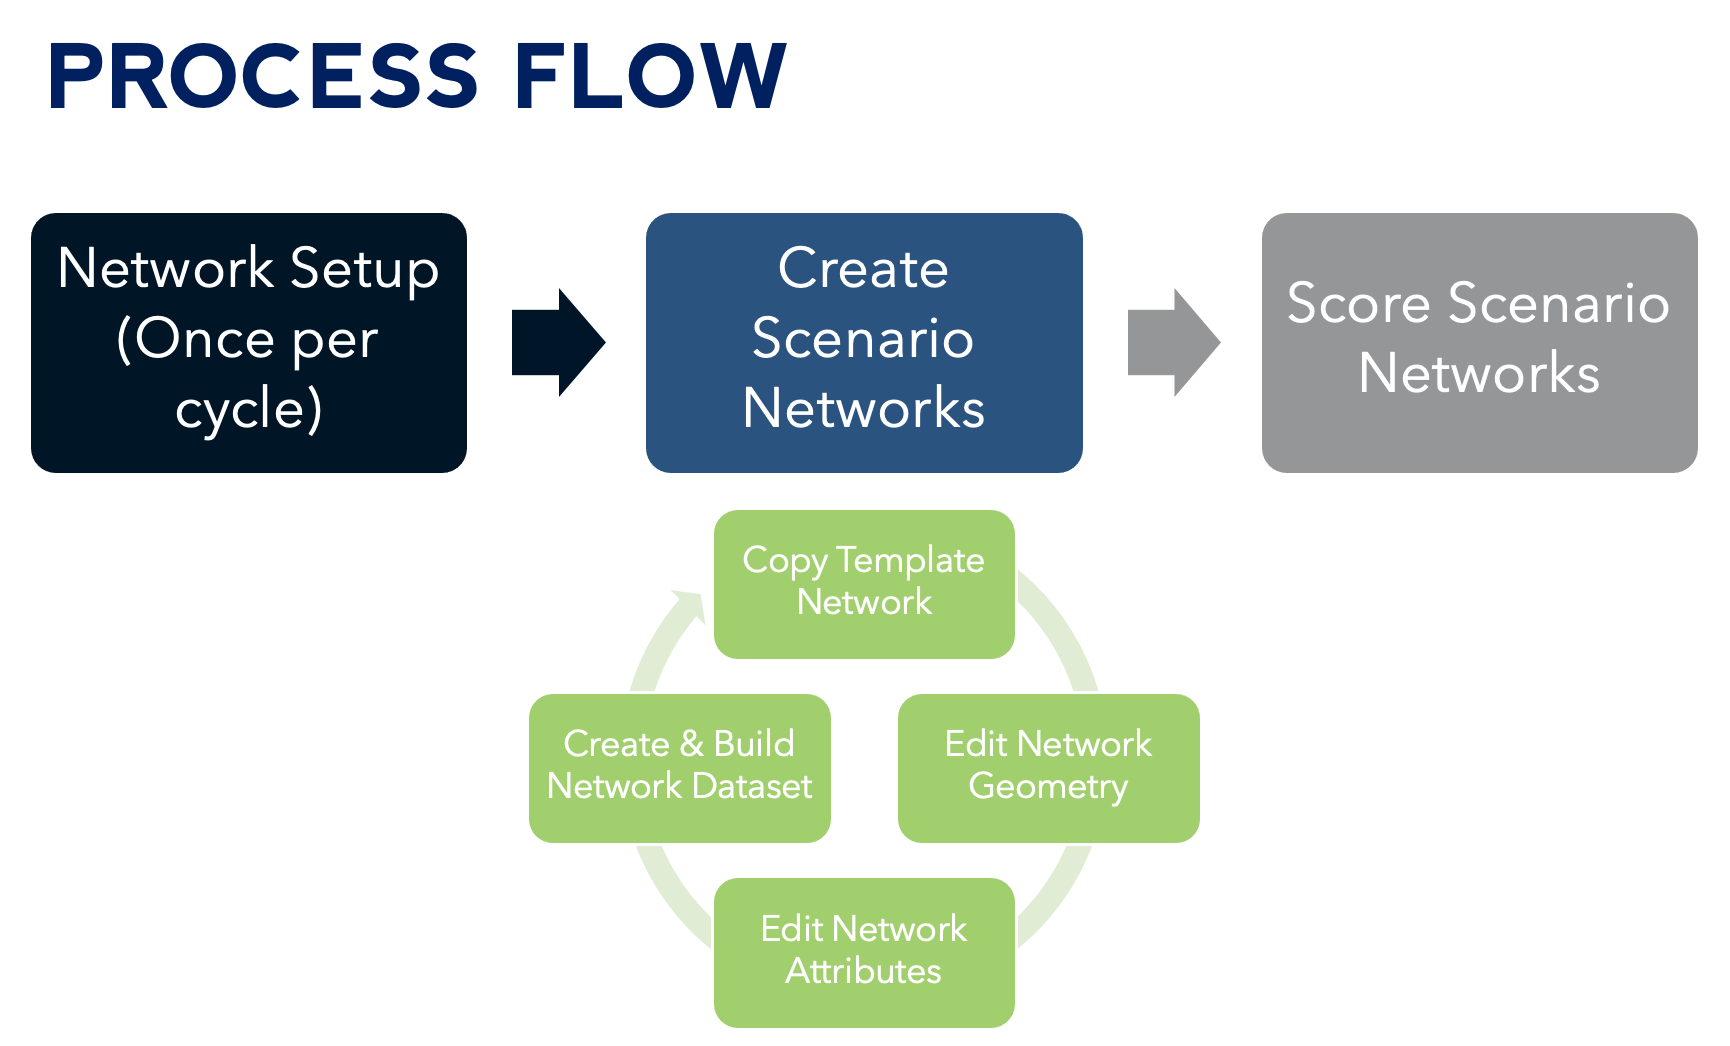 PROCESS FLOW
Network Setup
(Once per
cycle)
Create
Scenario
Networks
Score Scenario
Networks
Copy Template
Network
Create & Build
Network Dataset
Edit Network
Geometry
Edit Network
Attributes